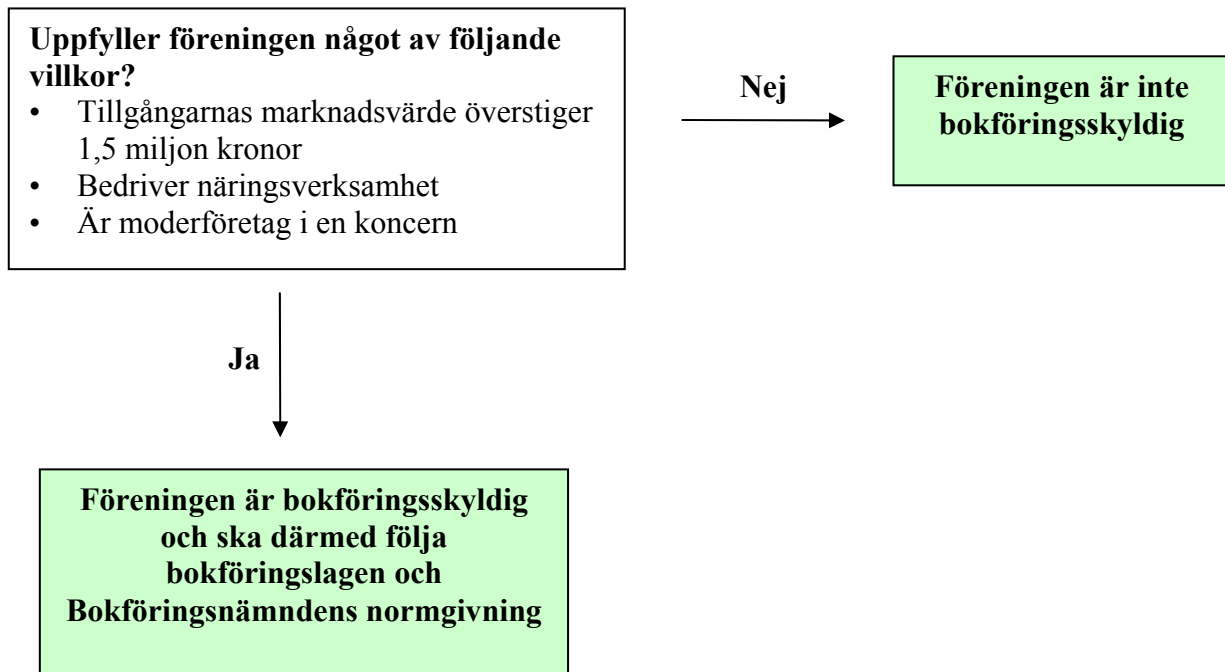 Uppfyller föreningen något av följande
villkor?
• Tillgångarnas marknadsvärde överstiger
1,5 miljon kronor
• Bedriver näringsverksamhet
• Är moderföretag i en koncern
Nej
Föreningen är inte
bokföringsskyldig
Ja
Föreningen är bokföringsskyldig
och ska därmed följa
bokföringslagen och
Bokföringsnämndens normgivning